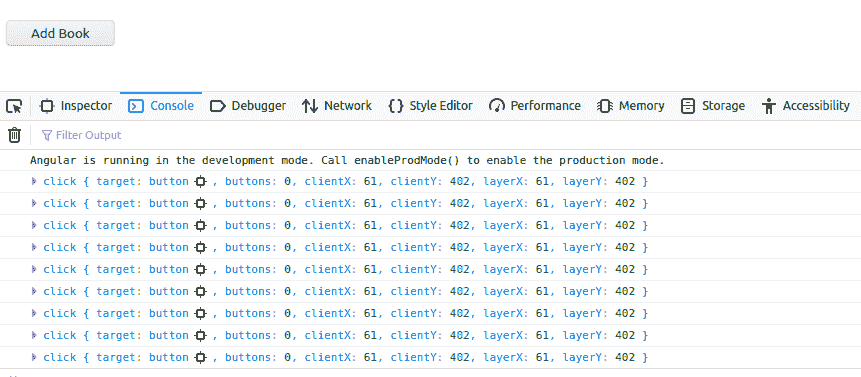 Add Book
Inspector Console Debugger Network {} Style Editor Performance Memory Storage Accessibility
Filter Output
Angular is running in the development mode. Call enableProdMode() to enable the production mode.
click { target: button , buttons: 0, clientX: 61, clientY: 402, layerX: 61, layerY: 402 }
click { target: button , buttons: 0, clientX: 61, clientY: 402, layerX: 61, layerY: 402 }
click { target: button , buttons: 0, clientX: 61, clientY: 402, layerX: 61, layerY: 402 }
click { target: button , buttons: 0, clientX: 61, clientY: 402, layerX: 61, layerY: 402 }
click { target: button , buttons: 0, clientX: 61, clientY: 402, layerX: 61, layerY: 402 }
click { target: button , buttons: 0, clientX: 61, clientY: 402, layerX: 61, layerY: 402 }
click { target: button , buttons: 0, clientX: 61, clientY: 402, layerX: 61, layerY: 402 }
click { target: button , buttons: 0, clientX: 61, clientY: 402, layerX: 61, layerY: 402 }
click { target: button , buttons: 0, clientX: 61, clientY: 402, layerX: 61, layerY: 402 }